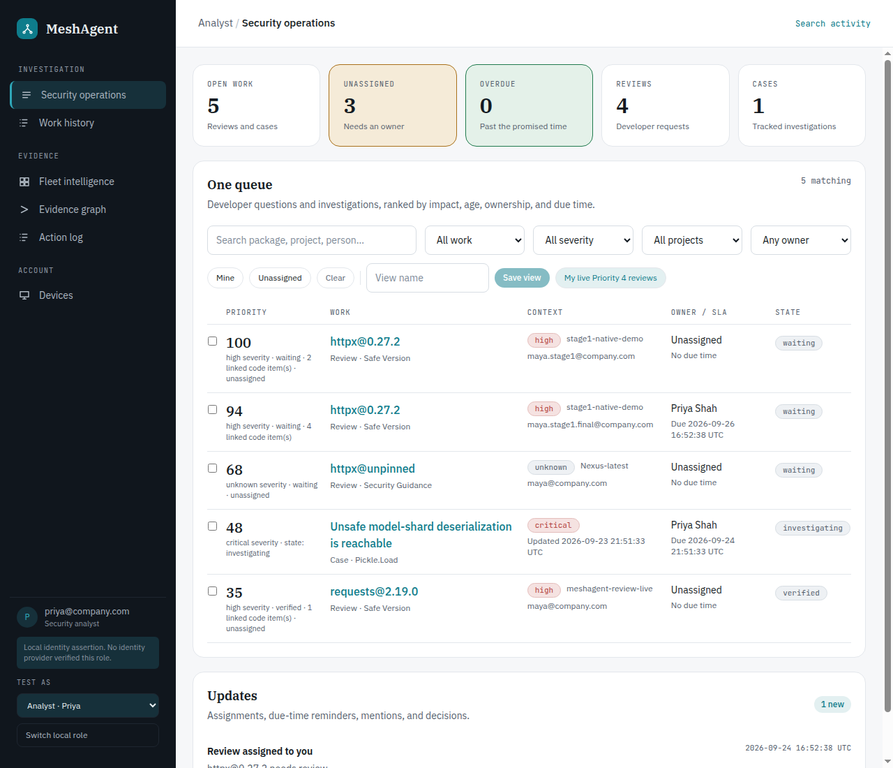 MeshAgent
Analyst / Security operations
Search activity
INVESTIGATION
Security operations
Work history
EVIDENCE
Fleet intelligence
Evidence graph
Action log
ACCOUNT
Devices
P
priya@company.com
Security analyst
Local identity assertion. No identity
provider verified this role.
TEST AS
Analyst · Priya
Switch local role
OPEN WORK
5
Reviews and cases
UNASSIGNED
3
Needs an owner
OVERDUE
0
Past the promised time
REVIEWS
4
Developer requests
CASES
1
Tracked investigations
One queue
5 matching
Developer questions and investigations, ranked by impact, age, ownership, and due time.
Search package, project, person...
All work
All severity
All projects
Any owner
Mine
Unassigned
Clear
View name
Save view
My live Priority 4 reviews
PRIORITY WORK CONTEXT OWNER / SLA STATE
100
high severity · waiting · 2
linked code item(s) ·
unassigned
httpx@0.27.2
Review · Safe Version
high stage1-native-demo
maya.stage1@company.com
Unassigned
No due time
waiting
94
high severity · waiting · 4
linked code item(s)
httpx@0.27.2
Review · Safe Version
high stage1-native-demo
maya.stage1.final@company.com
Priya Shah
Due 2026-09-26
16:52:38 UTC
waiting
68
unknown severity · waiting
· unassigned
httpx@unpinned
Review · Security Guidance
unknown Nexus-latest
maya@company.com
Unassigned
No due time
waiting
48
critical severity · state:
investigating
Unsafe model-shard deserialization
is reachable
Case · Pickle.Load
critical
Updated 2026-09-23 21:51:33
UTC
Priya Shah
Due 2026-09-24
21:51:33 UTC
investigating
35
high severity · verified · 1
linked code item(s) ·
unassigned
requests@2.19.0
Review · Safe Version
high meshagent-review-live
maya@company.com
Unassigned
No due time
verified
Updates
Assignments, due-time reminders, mentions, and decisions.
1 new
Review assigned to you
2026-09-24 16:52:38 UTC
httpx@0.27.2 needs review